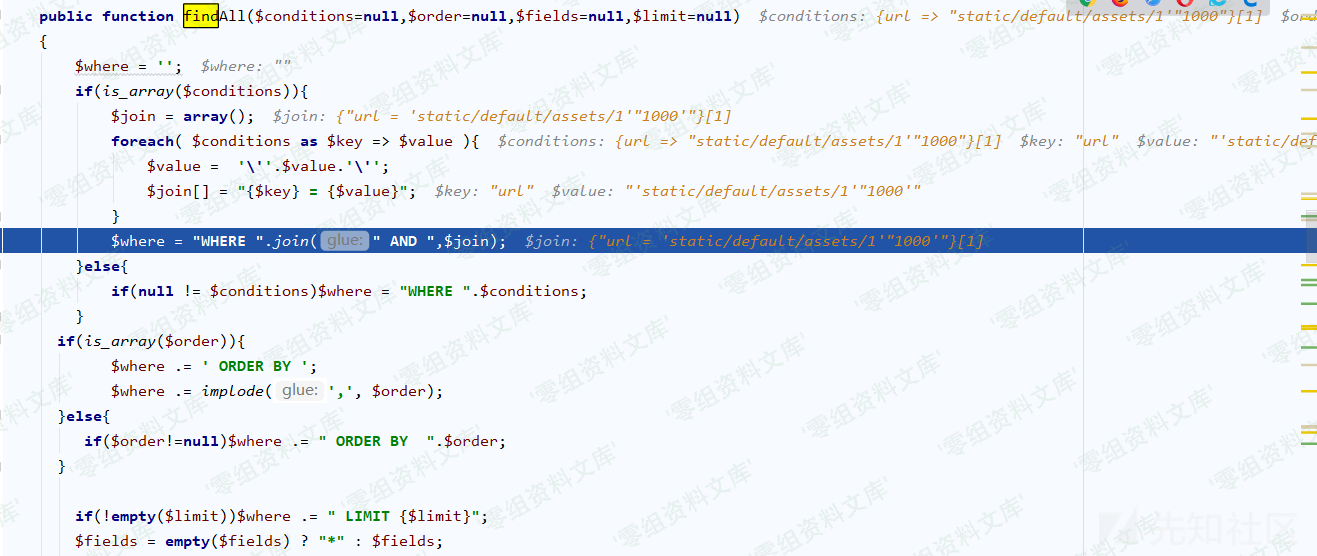 public function findAll($conditions=null,$order=null,$fields=null,$limit=null)  $conditions: {url => "static/default/assets/1'"1000"}[1]  $or
{
$where = '';  $where: ""
if(is_array($conditions)){
$join = array();  $join: {"url = 'static/default/assets/1'"1000'"}[1]
foreach( $conditions as $key => $value ){  $conditions: {url => "static/default/assets/1'"1000"}[1]  $key: "url"  $value: "'static/def
$value =  '\''.$value.'\'';
$join[] = "{$key} = {$value}";  $key: "url"  $value: "'static/default/assets/1'"1000'"
}
$where = "WHERE ".join( glue: " AND ",$join);  $join: {"url = 'static/default/assets/1'"1000'"}[1]
}else{
if(null != $conditions)$where = "WHERE ".$conditions;
}
if(is_array($order)){
$where .= ' ORDER BY ';
$where .= implode( glue: ',', $order);
}else{
if($order!=null)$where .= " ORDER BY  ".$order;
}
if(!empty($limit))$where .= " LIMIT {$limit}";
$fields = empty($fields) ? "*" : $fields;
'零组资料文库'
先知社区